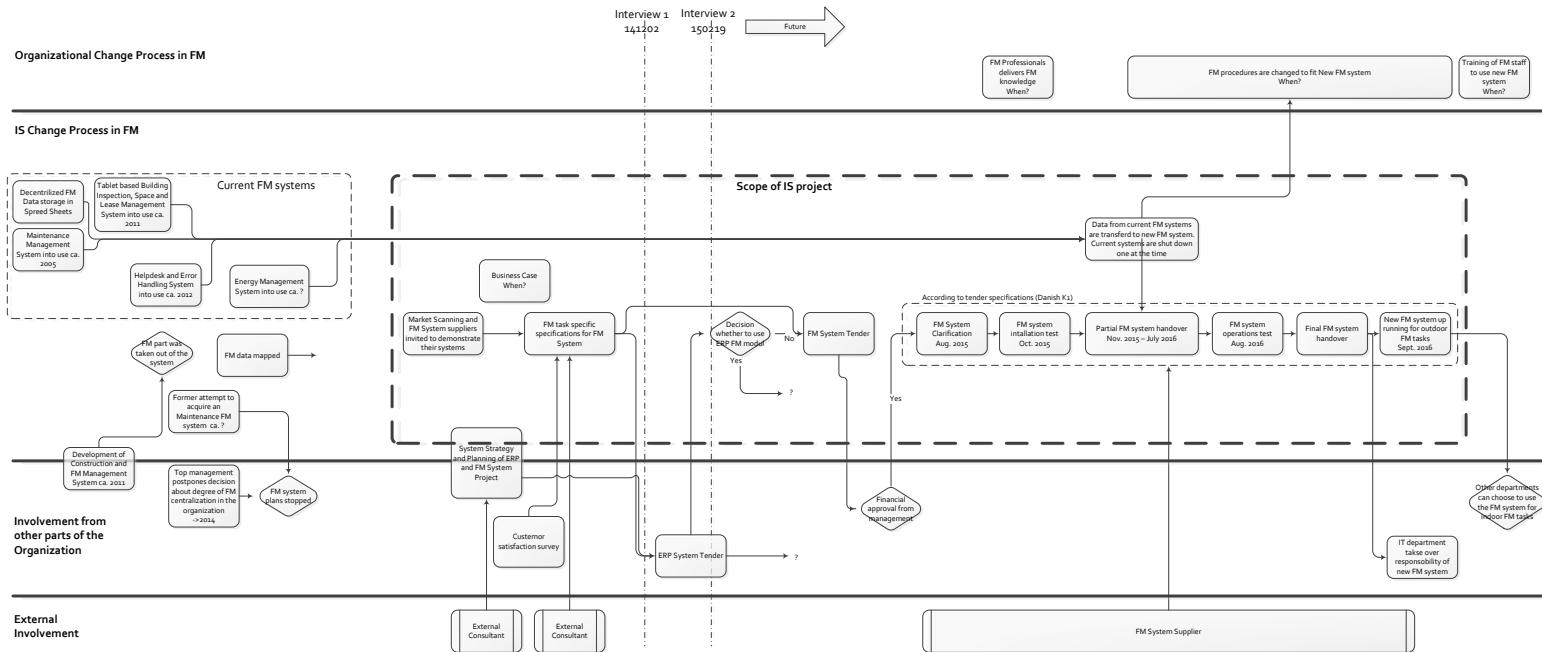 Interview 1
141202
Interview 2
150219
Future
Organizational Change Process in FM
FM Professionals
delivers FM
knowledge
When?
FM procedures are changed to fit New FM system
When?
Training of FM staff
to use new FM
system
When?
IS Change Process in FM
Current FM systems
Decentrilized FM
Data storage in
Spreed Sheets
Tablet based Building
Inspection, Space and
Lease Management
System into use ca.
2011
Maintenance
Management
System into use ca.
2005
Helpdesk and Error
Handling System
into use ca. 2012
Energy Management
System into use ca. ?
Scope of IS project
Data from current FM systems
are transferd to new FM system.
Current systems are shut down
one at the time
Business Case
When?
Market Scanning and
FM System suppliers
invited to demonstrate
their systems
FM task specific
specifications for FM
System
Decision
whether to use
ERP FM modul
No
Yes
?
FM System Tender
According to tender specifications (Danish K1)
FM System
Clarification
Aug. 2015
FM system
intallation test
Oct. 2015
Partial FM system handover
Nov. 2015 – July 2016
FM system
operations test
Aug. 2016
Final FM system
handover
New FM system up
running for outdoor
FM tasks
Sept. 2016
Yes
FM part was
taken out of the
system
FM data mapped
Former attempt to
acquire an
Maintenance FM
system ca. ?
Development of
Construction and
FM Management
System ca. 2011
Top management
postpones decision
about degree of FM
centralization in the
organization
->2014
FM system
plans stopped
System Strategy
and Planning of ERP
and FM System
Project
Custemor
satisfaction survey
ERP System Tender
?
Financial
approval from
management
Other departments
can choose to use
the FM system for
indoor FM tasks
IT department
takse over
responsobility of
new FM system
Involvement from
other parts of the
Organization
External
Involvement
External
Consultant
External
Consultant
FM System Supplier